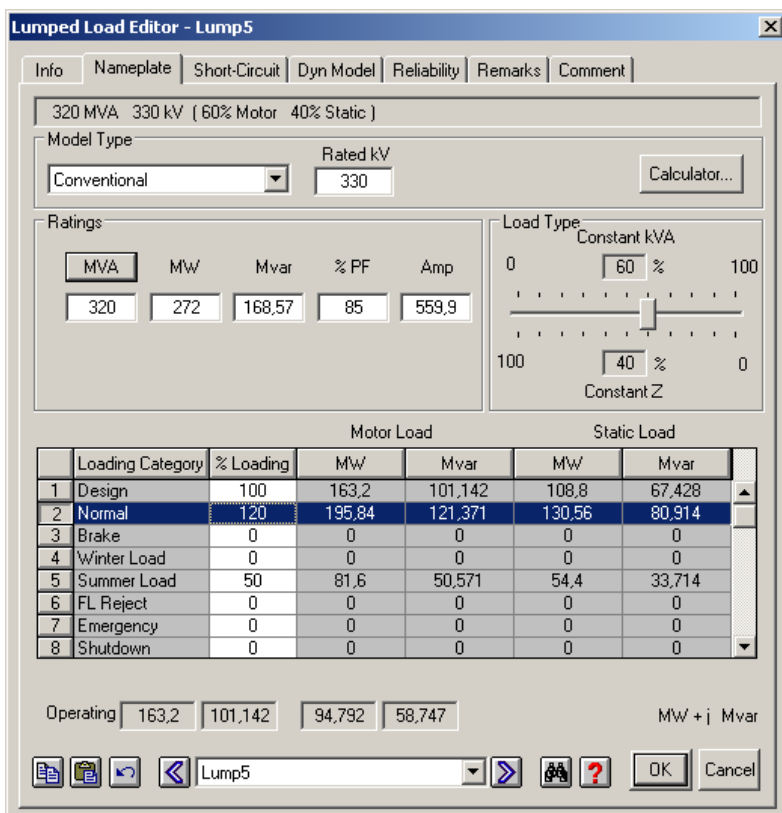 Lumped Load Editor - Lump5
Info Nameplate Short-Circuit Dyn Model Reliability Remarks Comment
320 MVA 330 kV ( 60% Motor 40% Static )
Model Type
Rated kV
Conventional 330 Calculator...
Ratings
Load Type
Constant kVA
MVA MW Mvar % PF Amp
0 60 % 100
320 272 168,57 85 559,9
100 40 % 0
Constant Z
Motor Load Static Load
Loading Category % Loading MW Mvar MW Mvar
1 Design 100 163,2 101,142 108,8 67,428
2 Normal 120 195,84 121,371 130,56 80,914
3 Brake 0 0 0 0 0
4 Winter Load 0 0 0 0 0
5 Summer Load 50 81,6 50,571 54,4 33,714
6 FL Reject 0 0 0 0 0
7 Emergency 0 0 0 0 0
8 Shutdown 0 0 0 0 0
Operating 163,2 101,142 94,792 58,747 MW + j Mvar
Lump5 ? OK Cancel